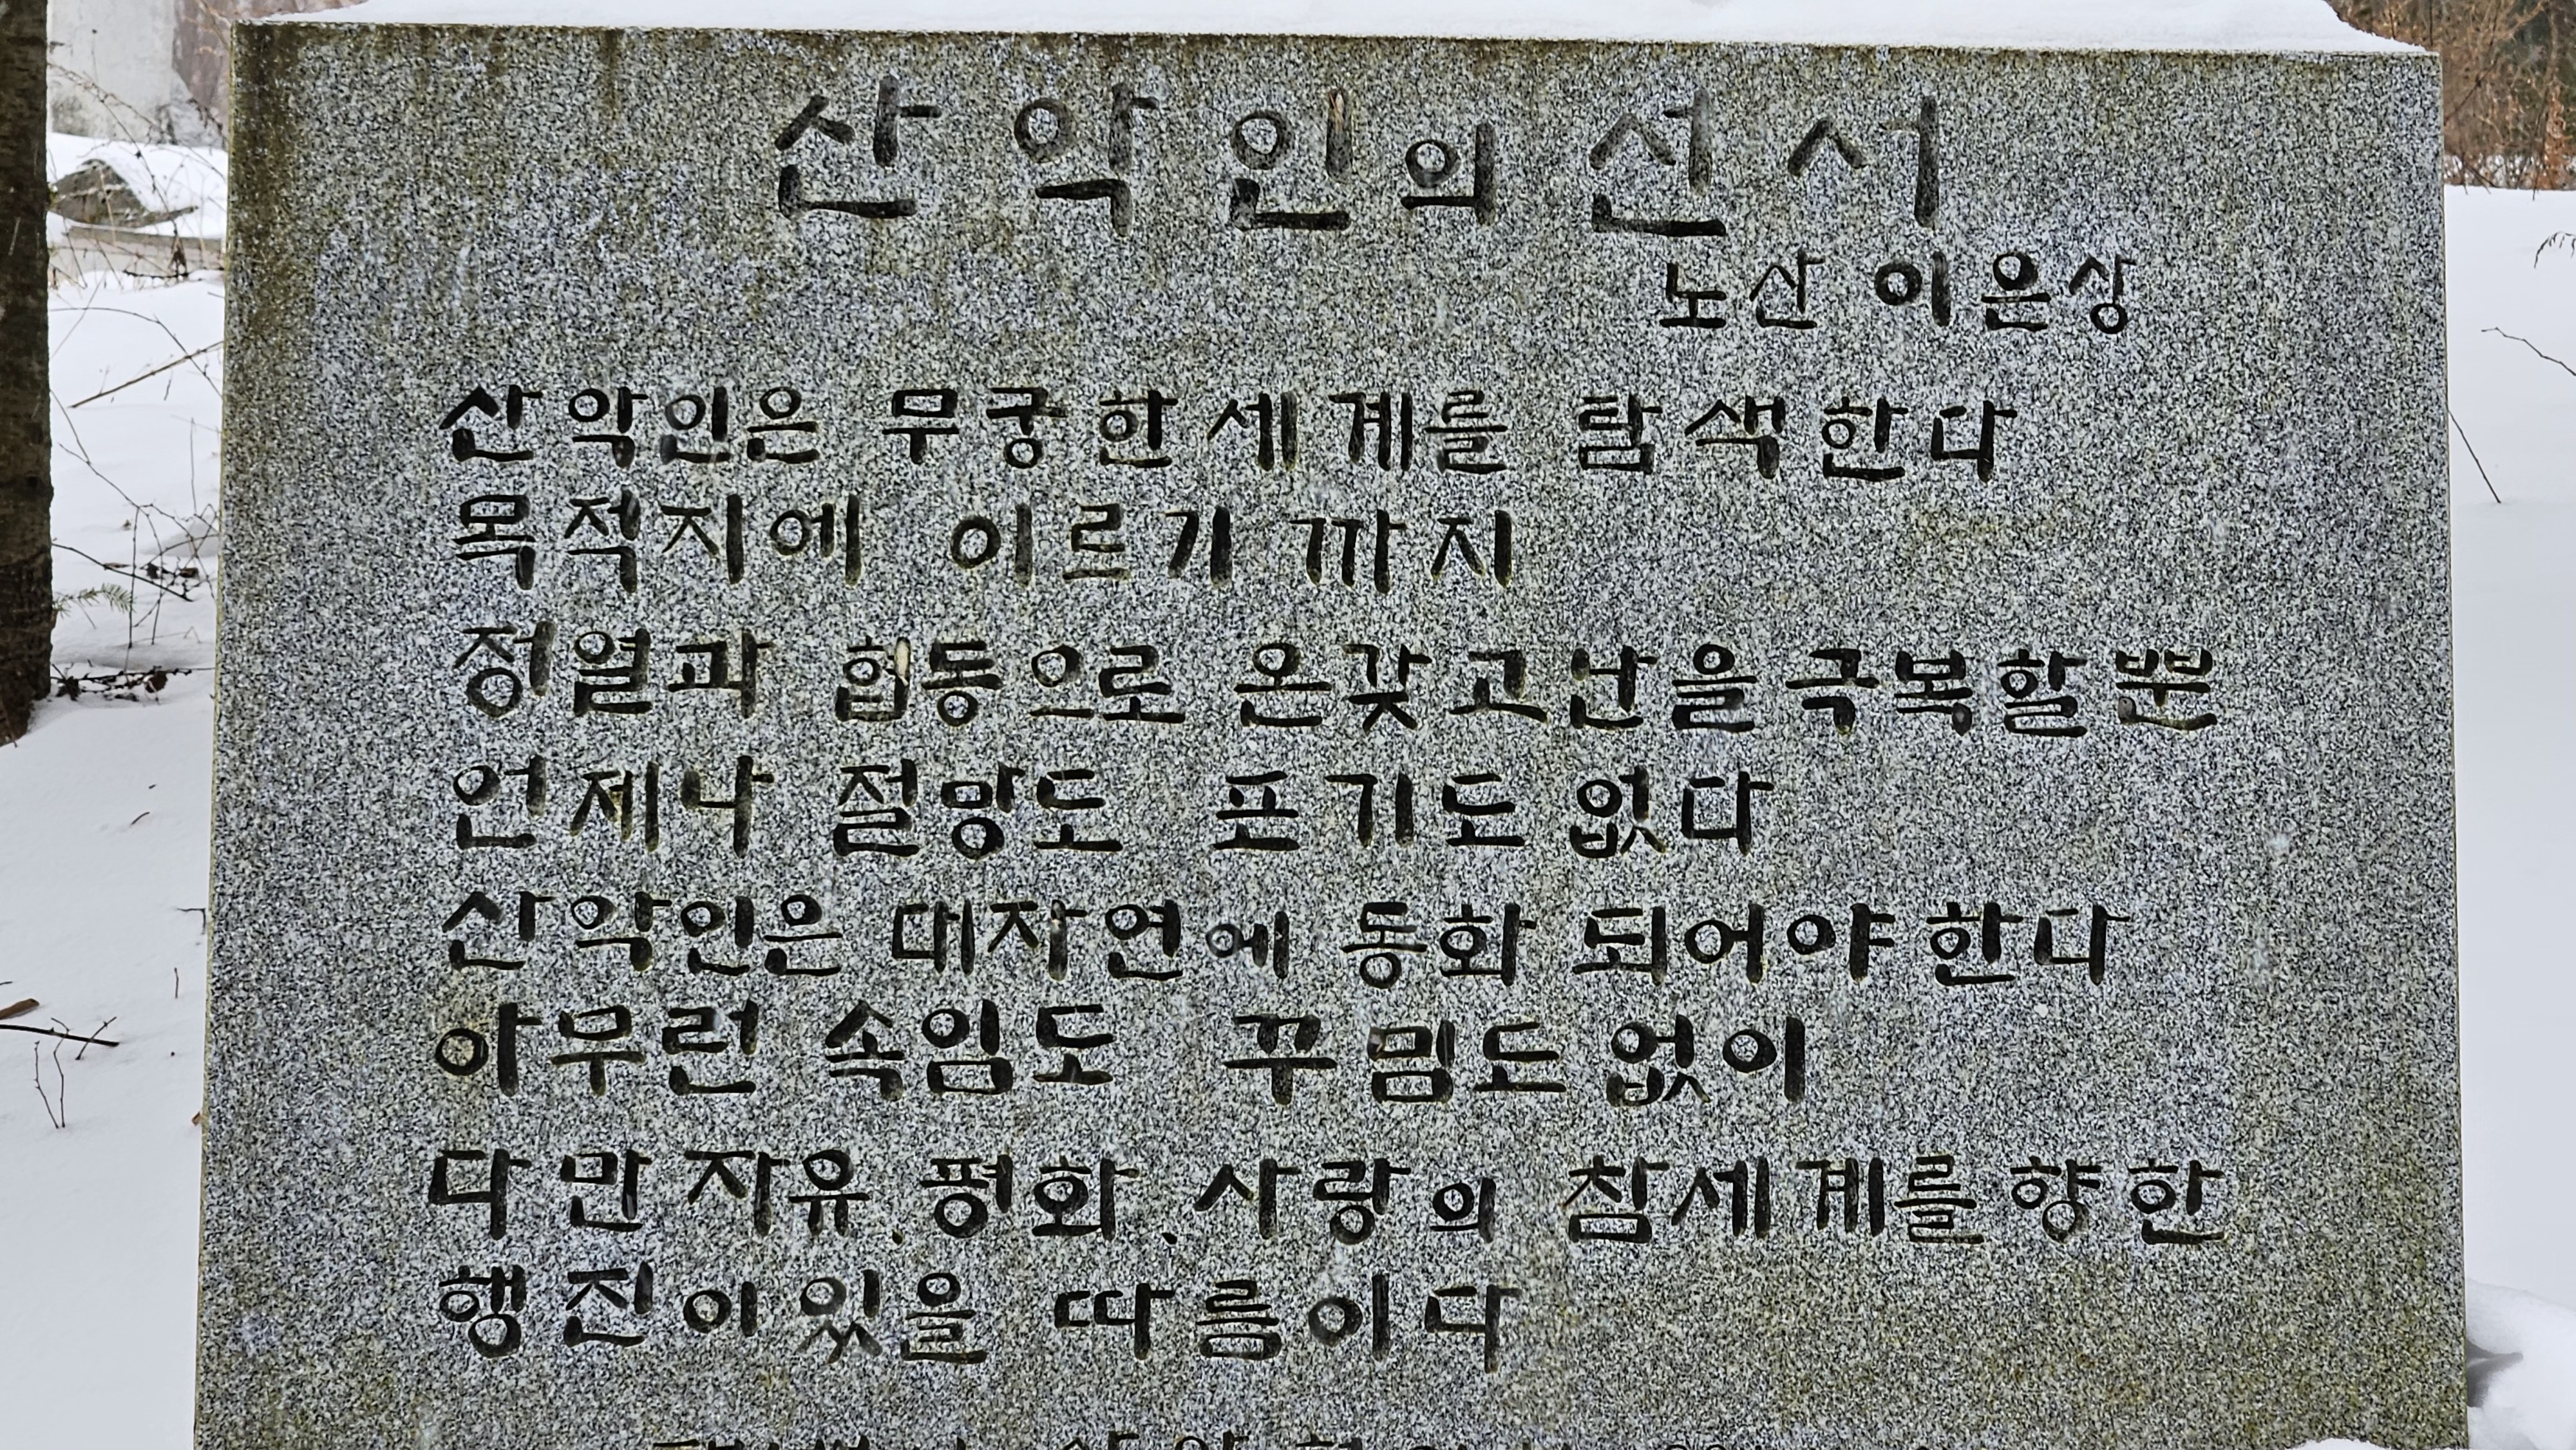 산악인의 선서
노산 이은상
산악인은 무궁한 세계를 탐색한다
목적지에 이르기 까지
정열과 협동으로 온갖고난을 극복할뿐
언제나 절망도 포기도 없다
산악인은 대자연에 동화 되어야 한다
아무런 속임도 꾸밈도 없이
다만 자유.평화.사랑의 참세계를 향한
행진이 있을 따름이다